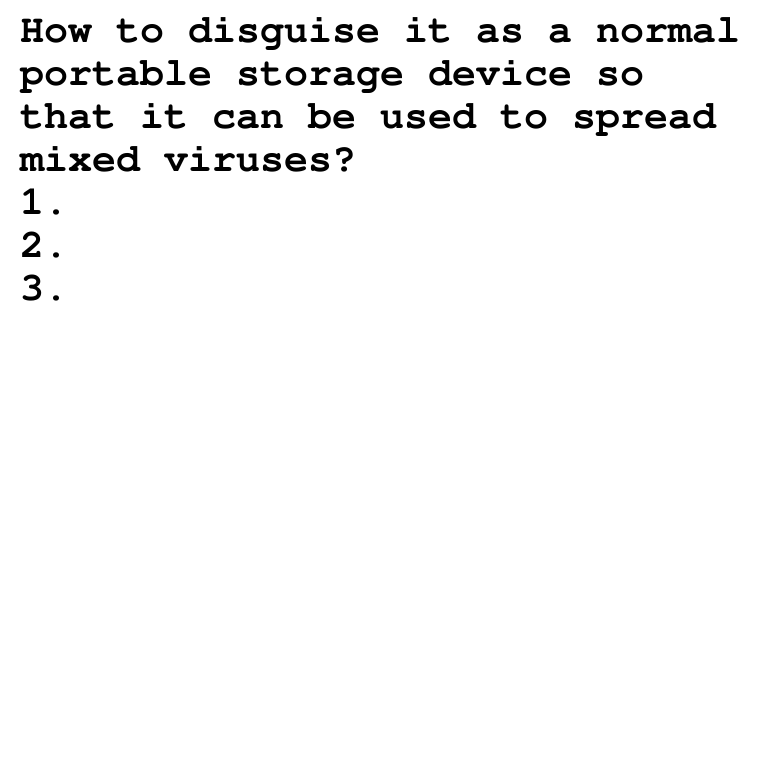 How to disguise it as a normal
portable storage device so
that it can be used to spread
mixed viruses?
1.
2.
3.